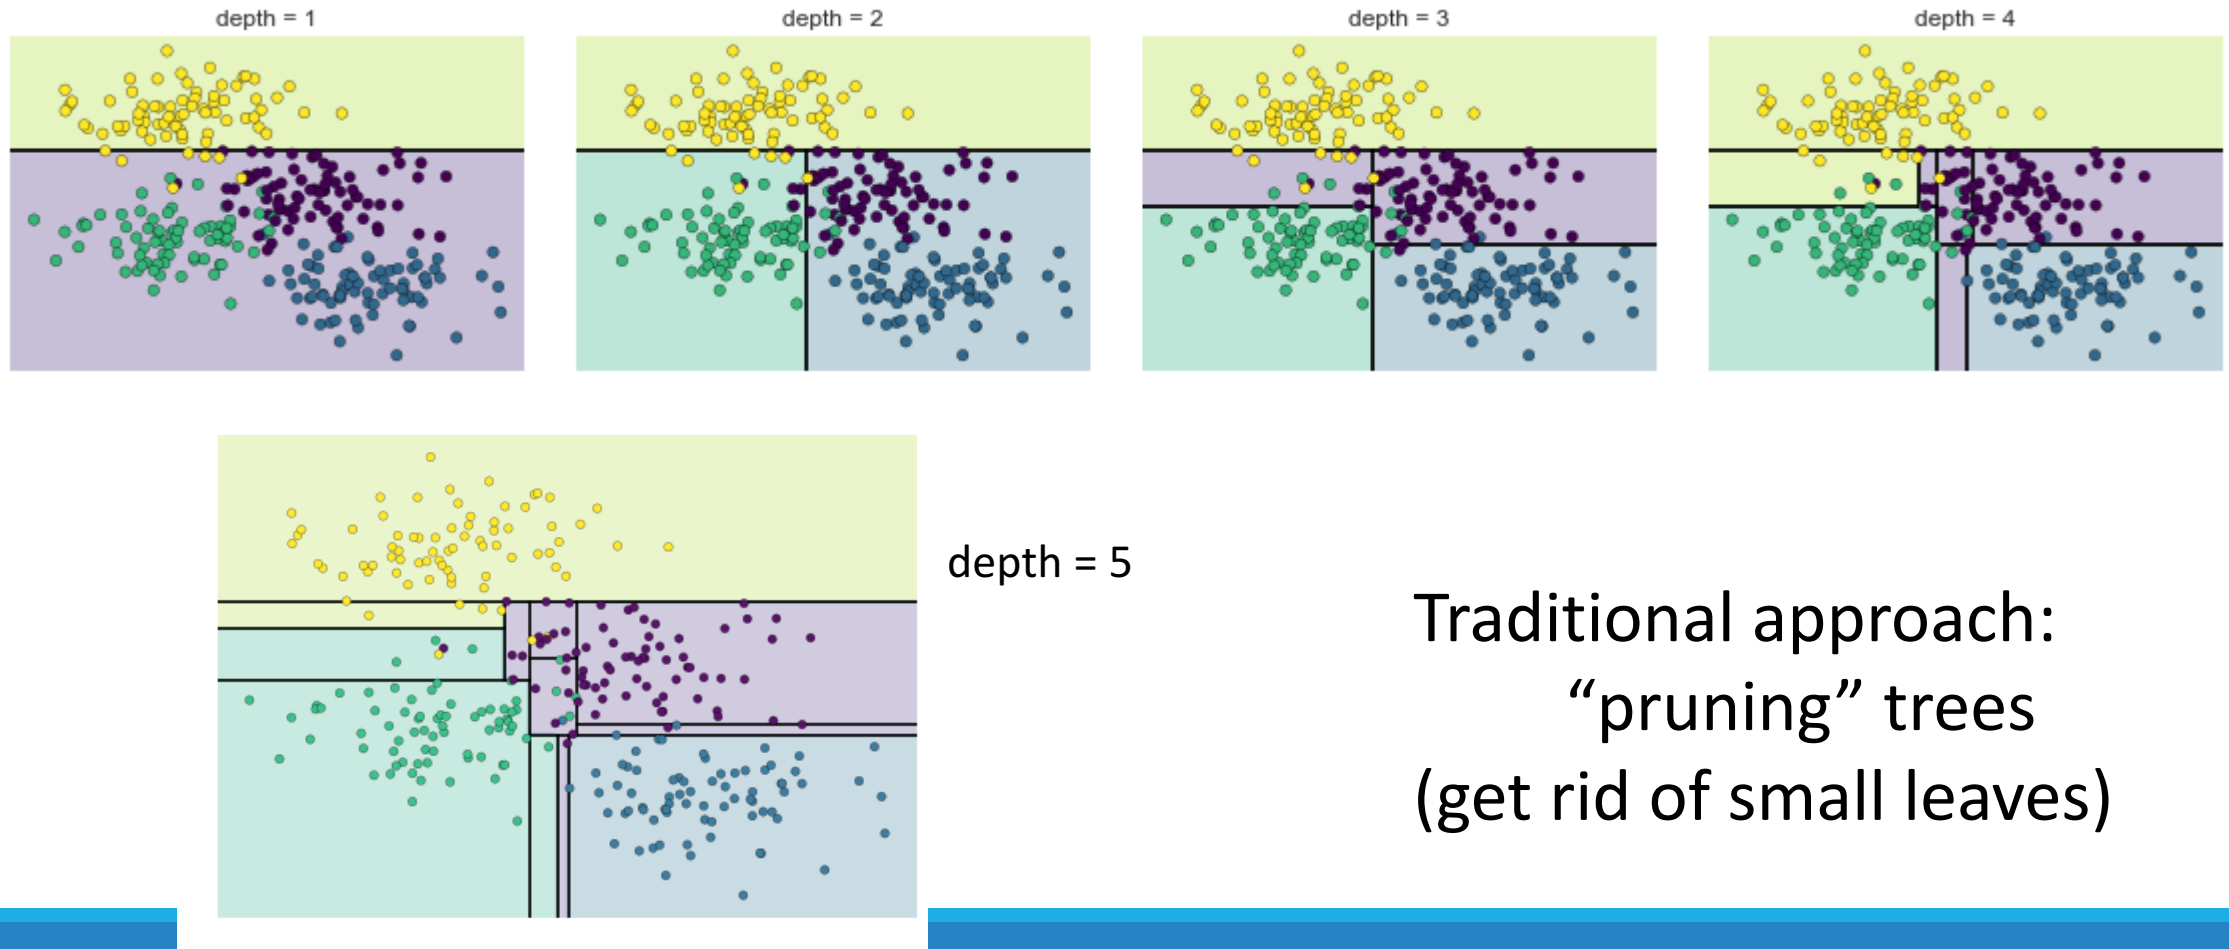 depth = 1
depth = 2
depth = 3
depth = 4
depth = 5
Traditional approach:
“pruning” trees
(get rid of small leaves)